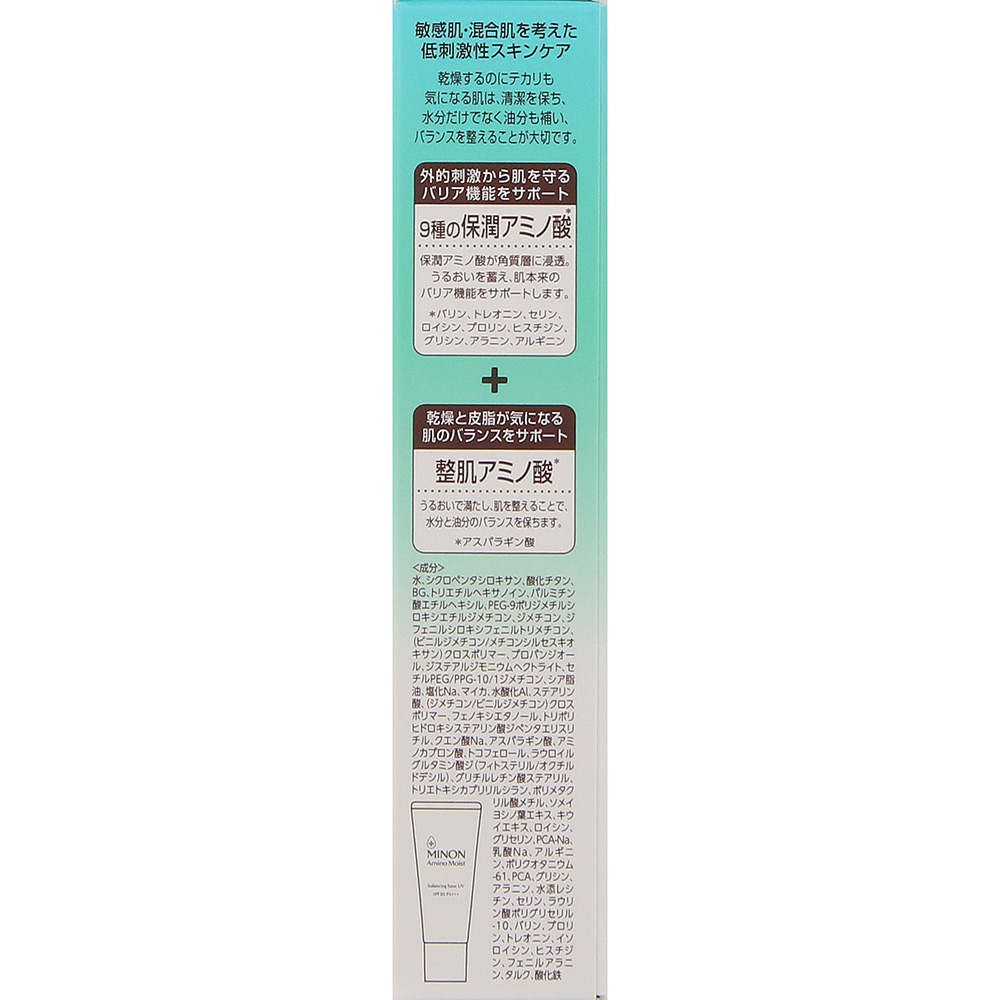 敏感肌・混合肌を考えた
低刺激性スキンケア
乾燥するのにテカリも
気になる肌は、清潔を保ち、
水分だけでなく油分も補い、
バランスを整えることが大切です。
外的刺激から肌を守る
バリア機能をサポート
9種の保潤アミノ酸*
保潤アミノ酸が角質層に浸透。
うるおいを蓄え、肌本来の
バリア機能をサポートします。
*バリン、トレオニン、セリン、
ロイシン、プロリン、ヒスチジン、
グリシン、アラニン、アルギニン
+
乾燥と皮脂が気になる
肌のバランスをサポート
整肌アミノ酸*
うるおいで満たし、肌を整えることで、
水分と油分のバランスを保ちます。
*アスパラギン酸
<成分>
水、シクロペンタシロキサン、酸化チタン、
BG、トリエチルヘキサノイン、パルミチン
酸エチルヘキシル、PEG-9ポリジメチルシ
ロキシエチルジメチコン、ジメチコン、ジ
フェニルシロキシフェニルトリメチコン、
(ビニルジメチコン/メチコンシルセスキオ
キサン)クロスポリマー、プロパンジオー
ル、ジステアルジモニウムヘクトライト、セ
チルPEG/PPG-10/1ジメチコン、シア脂
油、塩化Na、マイカ、水酸化Al、ステアリン
酸、(ジメチコン/ビニルジメチコン)クロス
ポリマー、フェノキシエタノール、トリポリ
ヒドロキシステアリン酸ジペンタエリスリ
チル、クエン酸Na、アスパラギン酸、アミ
ノカプロン酸、トコフェロール、ラウロイル
グルタミン酸ジ(フィトステリル/オクチル
ドデシル)、グリチルレチン酸ステアリル、
トリエトキシカプリリルシラン、ポリメタク
リル酸メチル、ソメイ
ヨシノ葉エキス、キウ
イエキス、ロイシン、
グリセリン、PCA-Na、
乳酸Na、アルギニ
ン、ポリクオタニウム
-61、PCA、グリシン、
アラニン、水添レシ
チン、セリン、ラウリ
ン酸ポリグリセリル
-10、バリン、プロリ
ン、トレオニン、イソ
ロイシン、ヒスチジ
ン、フェニルアラニ
ン、タルク、酸化鉄
MINON
Amino Moist
balancing base UV
SPF30 PA+++